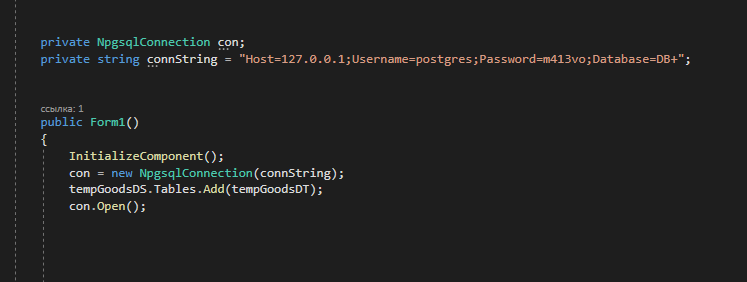 private NpgsqlConnection con;
private string connString = "Host=127.0.0.1;Username=postgres;Password=m413vo;Database=DB+";
ссылка: 1
public Form1()
{
InitializeComponent();
con = new NpgsqlConnection(connString);
tempGoodsDS.Tables.Add(tempGoodsDT);
con.Open();